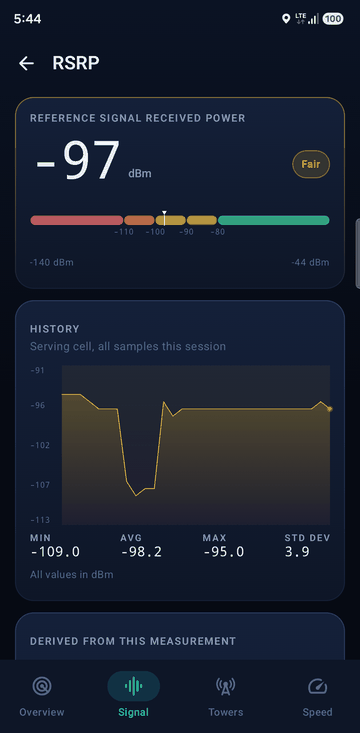 5:44
LTE
100
RSRP
REFERENCE SIGNAL RECEIVED POWER
-97 dBm
Fair
-110 -100 -90 -80
-140 dBm -44 dBm
HISTORY
Serving cell, all samples this session
-91
-96
-102
-107
-113
MIN AVG MAX STD DEV
-109.0 -98.2 -95.0 3.9
All values in dBm
DERIVED FROM THIS MEASUREMENT
Overview Signal Towers Speed